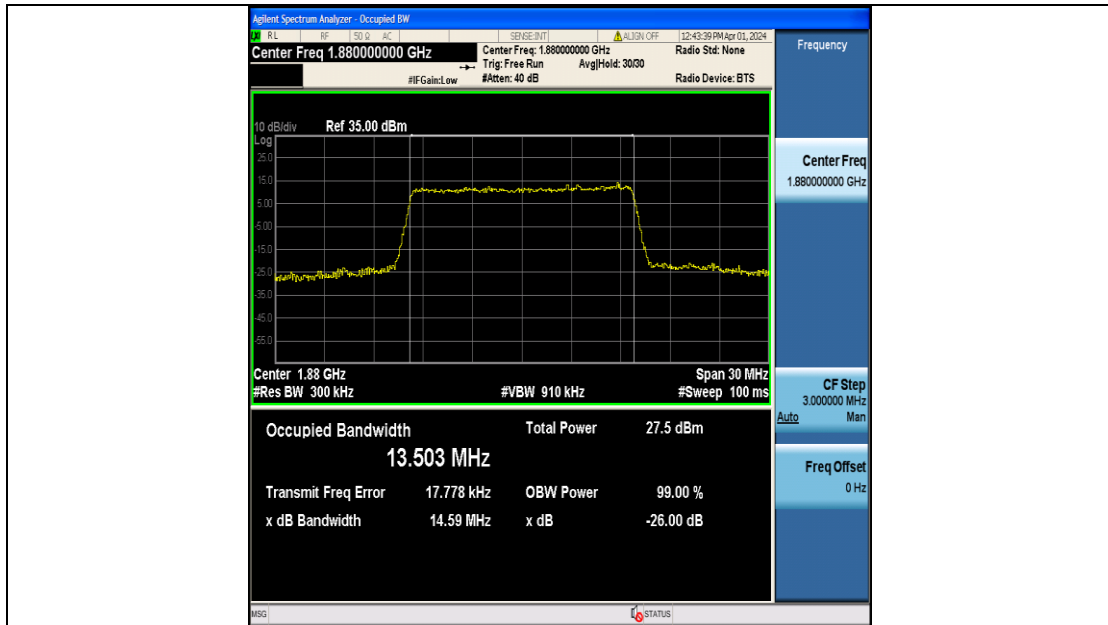 Agilent Spectrum Analyzer - Occupied BW
RL RF 50 Ω AC SENSE:INT ALIGN OFF 12:43:39 PM Apr 01, 2024
Center Freq 1.880000000 GHz
Center Freq: 1.880000000 GHz Radio Std: None
Trig: Free Run Avg|Hold: 30/30
#IFGain:Low #Atten: 40 dB Radio Device: BTS
10 dB/div Ref 35.00 dBm
Log
25.0
15.0
5.00
-5.00
-15.0
-25.0
-35.0
-45.0
-55.0
Center 1.88 GHz Span 30 MHz
#Res BW 300 kHz #VBW 910 kHz #Sweep 100 ms
Occupied Bandwidth Total Power 27.5 dBm
13.503 MHz
Transmit Freq Error 17.778 kHz OBW Power 99.00 %
x dB Bandwidth 14.59 MHz x dB -26.00 dB
Frequency
Center Freq
1.880000000 GHz
CF Step
3.000000 MHz
Auto Man
Freq Offset
0 Hz
MSG STATUS